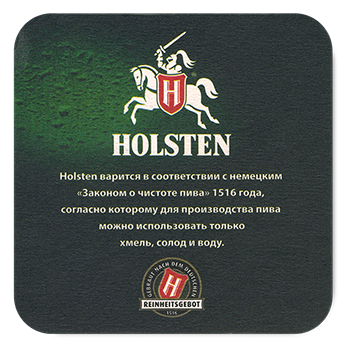 H
®
HOLSTEN
Holsten варится в соответствии с немецким
«Законом о чистоте пива» 1516 года,
согласно которому для производства пива
можно использовать только
хмель, солод и воду.
GEBRAUT NACH DEM DEUTSCHEN
H
REINHEITSGEBOT
1516